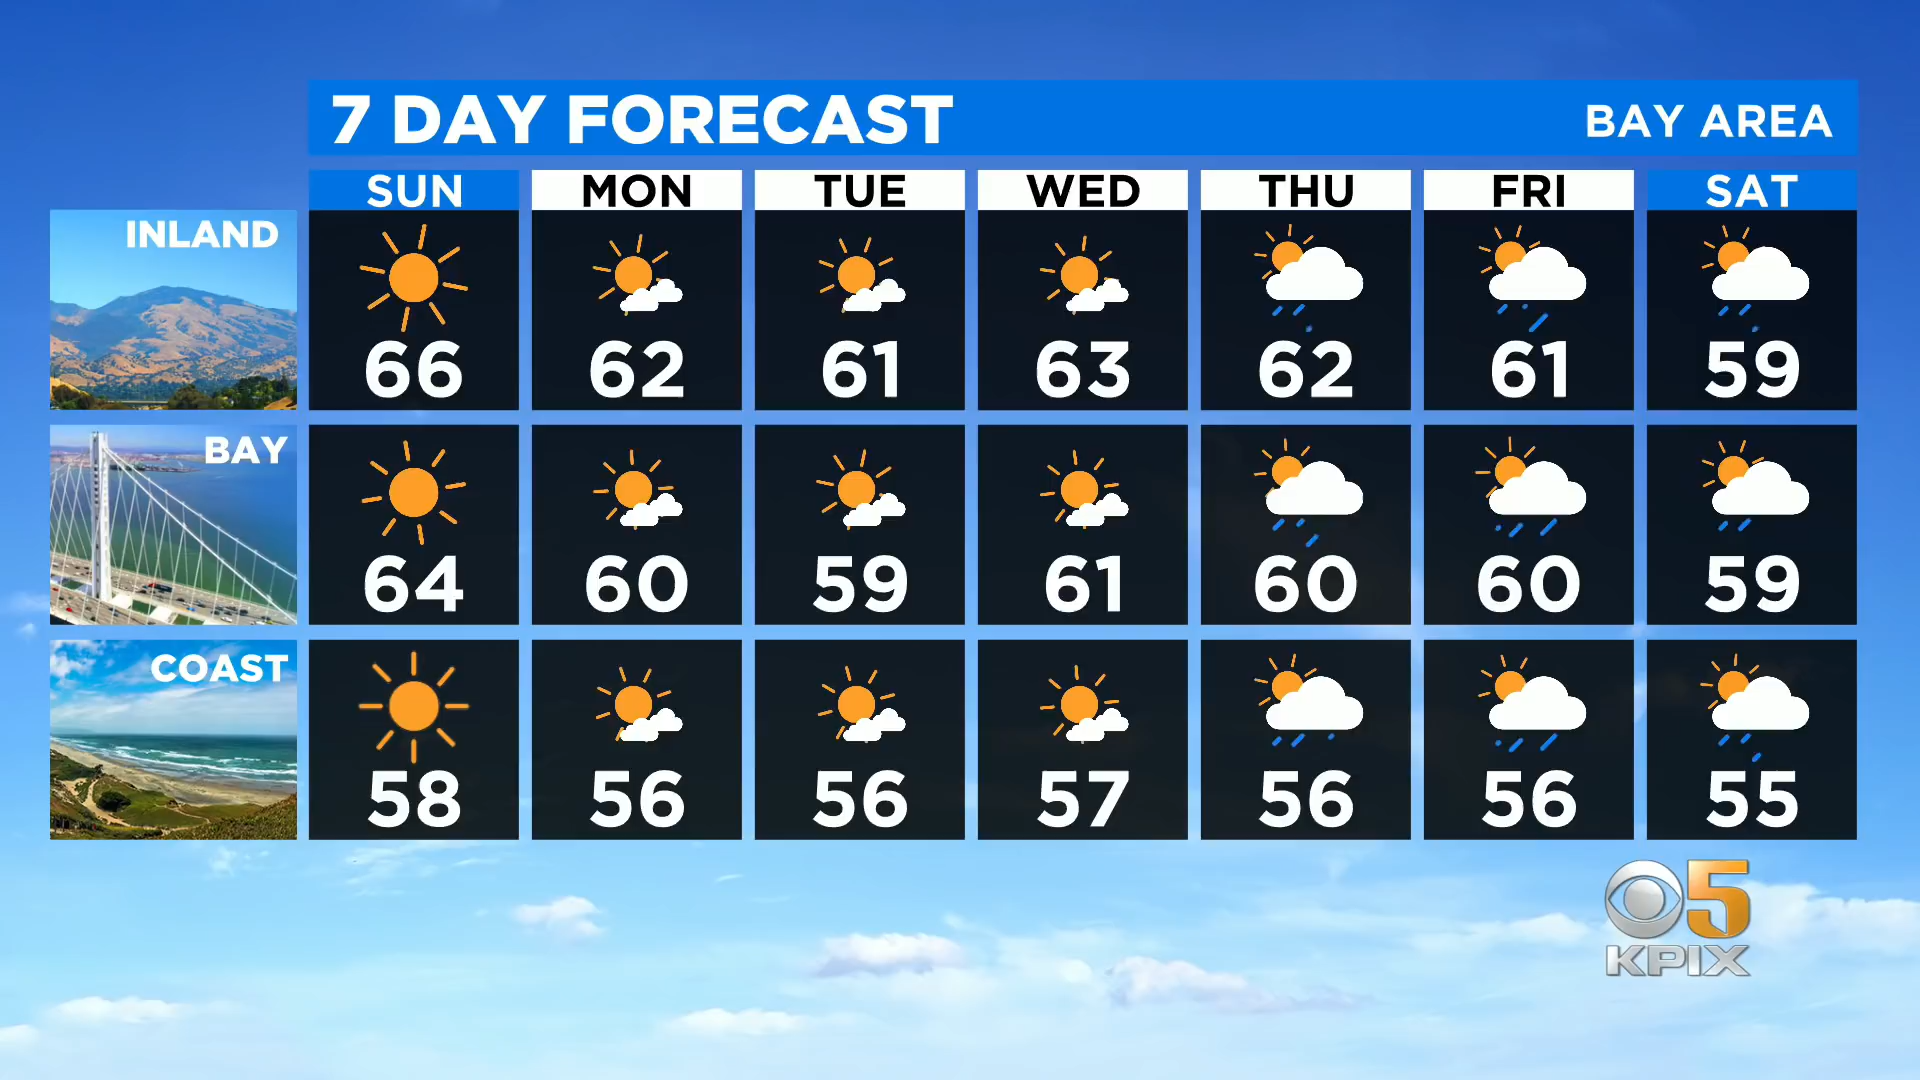 7 DAY FORECAST BAY AREA
SUN MON TUE WED THU FRI SAT
INLAND
66 62 61 63 62 61 59
BAY
64 60 59 61 60 60 59
COAST
58 56 56 57 56 56 55
5
KPIX